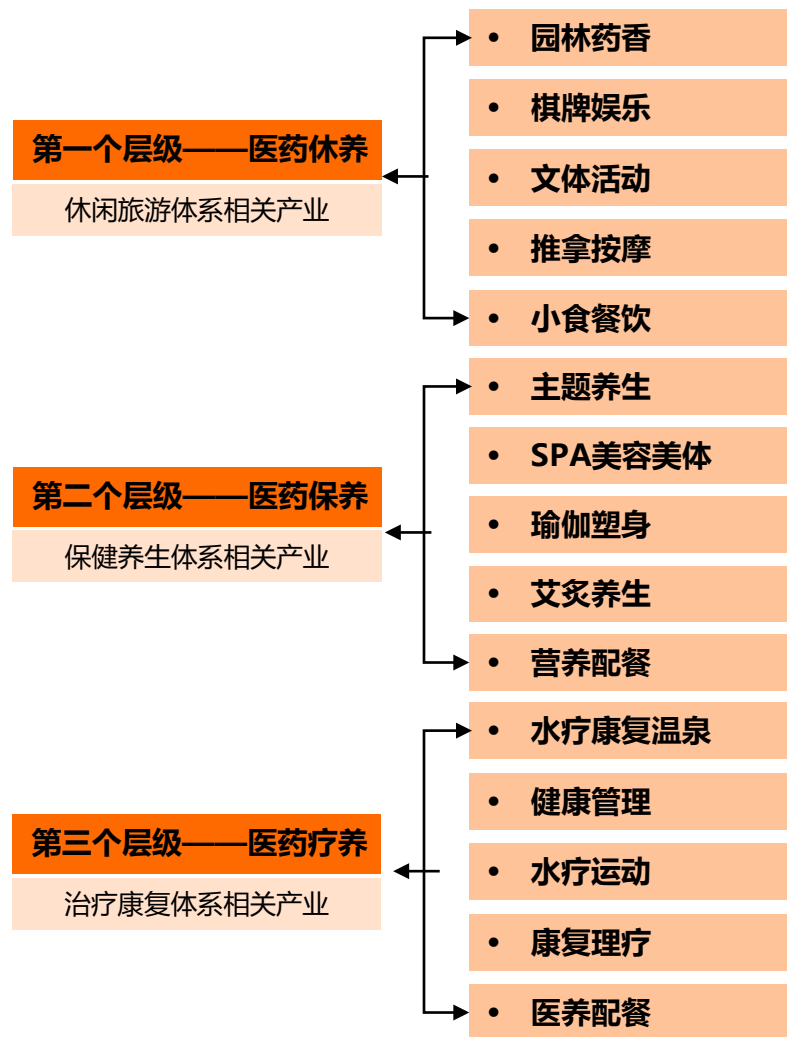 第一个层级——医药休养
休闲旅游体系相关产业
• 园林药香
• 棋牌娱乐
• 文体活动
• 推拿按摩
• 小食餐饮
第二个层级——医药保养
保健养生体系相关产业
• 主题养生
• SPA美容美体
• 瑜伽塑身
• 艾炙养生
• 营养配餐
第三个层级——医药疗养
治疗康复体系相关产业
• 水疗康复温泉
• 健康管理
• 水疗运动
• 康复理疗
• 医养配餐